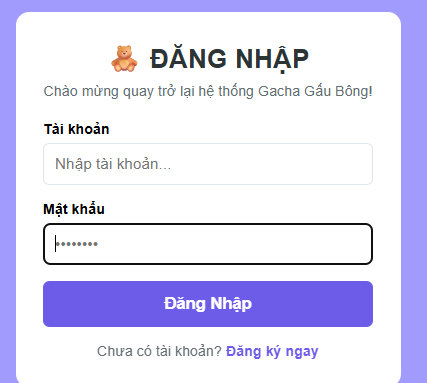 ĐĂNG NHẬP
Chào mừng quay trở lại hệ thống Gacha Gấu Bông!
Tài khoản
Nhập tài khoản...
Mật khẩu
••••••••
Đăng Nhập
Chưa có tài khoản? Đăng ký ngay